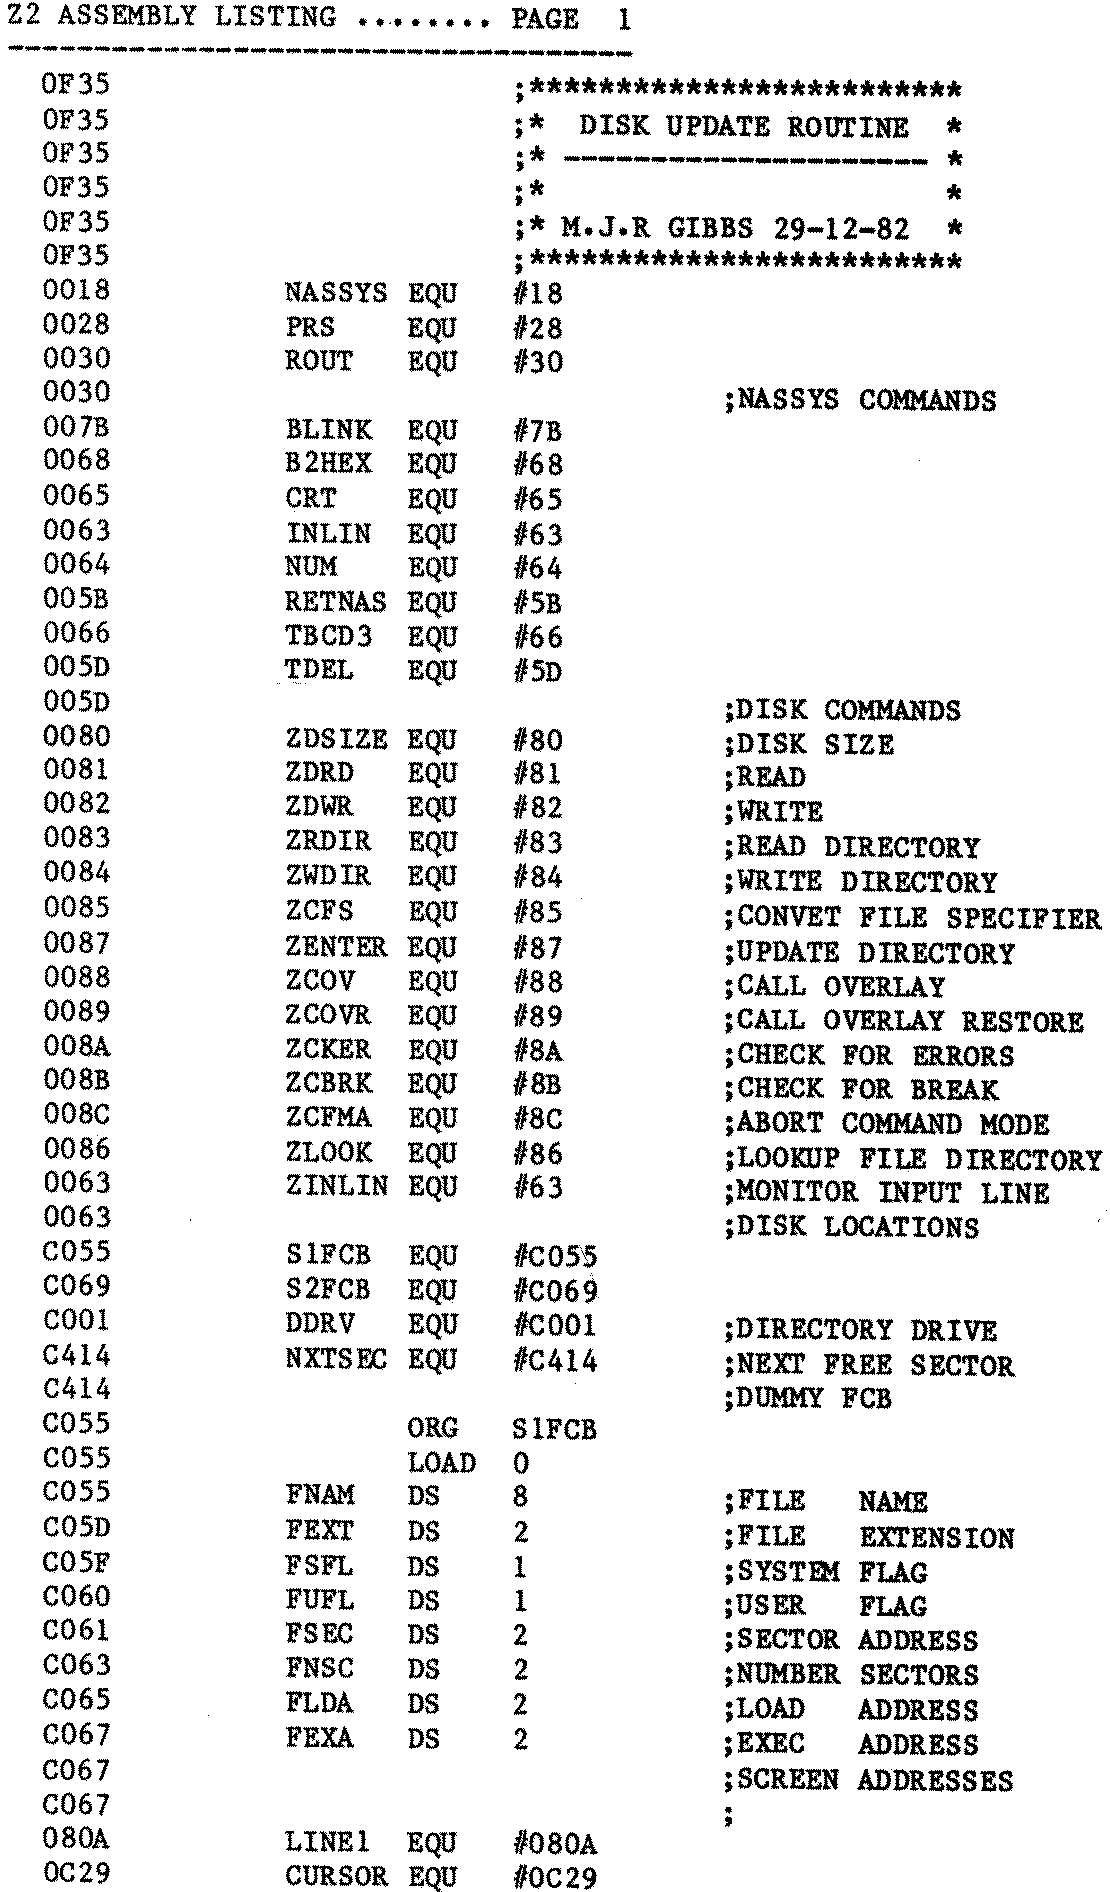 Z2 ASSEMBLY LISTING ........ PAGE  1
------------------------------------
0F35                        ;*************************
0F35                        ;*  DISK UPDATE ROUTINE  *
0F35                        ;* --------------------- *
0F35                        ;*                       *
0F35                        ;* M.J.R GIBBS 29-12-82  *
0F35                        ;*************************
0018          NASSYS EQU   #18
0028          PRS    EQU   #28
0030          ROUT   EQU   #30
0030                                    ;NASSYS COMMANDS
007B          BLINK  EQU   #7B
0068          B2HEX  EQU   #68
0065          CRT    EQU   #65
0063          INLIN  EQU   #63
0064          NUM    EQU   #64
005B          RETNAS EQU   #5B
0066          TBCD3  EQU   #66
005D          TDEL   EQU   #5D
005D                                    ;DISK COMMANDS
0080          ZDSIZE EQU   #80          ;DISK SIZE
0081          ZDRD   EQU   #81          ;READ
0082          ZDWR   EQU   #82          ;WRITE
0083          ZRDIR  EQU   #83          ;READ DIRECTORY
0084          ZWDIR  EQU   #84          ;WRITE DIRECTORY
0085          ZCFS   EQU   #85          ;CONVET FILE SPECIFIER
0087          ZENTER EQU   #87          ;UPDATE DIRECTORY
0088          ZCOV   EQU   #88          ;CALL OVERLAY
0089          ZCOVR  EQU   #89          ;CALL OVERLAY RESTORE
008A          ZCKER  EQU   #8A          ;CHECK FOR ERRORS
008B          ZCBRK  EQU   #8B          ;CHECK FOR BREAK
008C          ZCFMA  EQU   #8C          ;ABORT COMMAND MODE
0086          ZLOOK  EQU   #86          ;LOOKUP FILE DIRECTORY
0063          ZINLIN EQU   #63          ;MONITOR INPUT LINE
0063                                    ;DISK LOCATIONS
C055          S1FCB  EQU   #C055
C069          S2FCB  EQU   #C069
C001          DDRV   EQU   #C001        ;DIRECTORY DRIVE
C414          NXTSEC EQU   #C414        ;NEXT FREE SECTOR
C414                                    ;DUMMY FCB
C055                 ORG   S1FCB
C055                 LOAD  0
C055          FNAM   DS    8            ;FILE   NAME
C05D          FEXT   DS    2            ;FILE   EXTENSION
C05F          FSFL   DS    1            ;SYSTEM FLAG
C060          FUFL   DS    1            ;USER   FLAG
C061          FSEC   DS    2            ;SECTOR ADDRESS
C063          FNSC   DS    2            ;NUMBER SECTORS
C065          FLDA   DS    2            ;LOAD   ADDRESS
C067          FEXA   DS    2            ;EXEC   ADDRESS
C067                                    ;SCREEN ADDRESSES
C067                                    ;
080A          LINE1  EQU   #080A
0C29          CURSOR EQU   #0C29